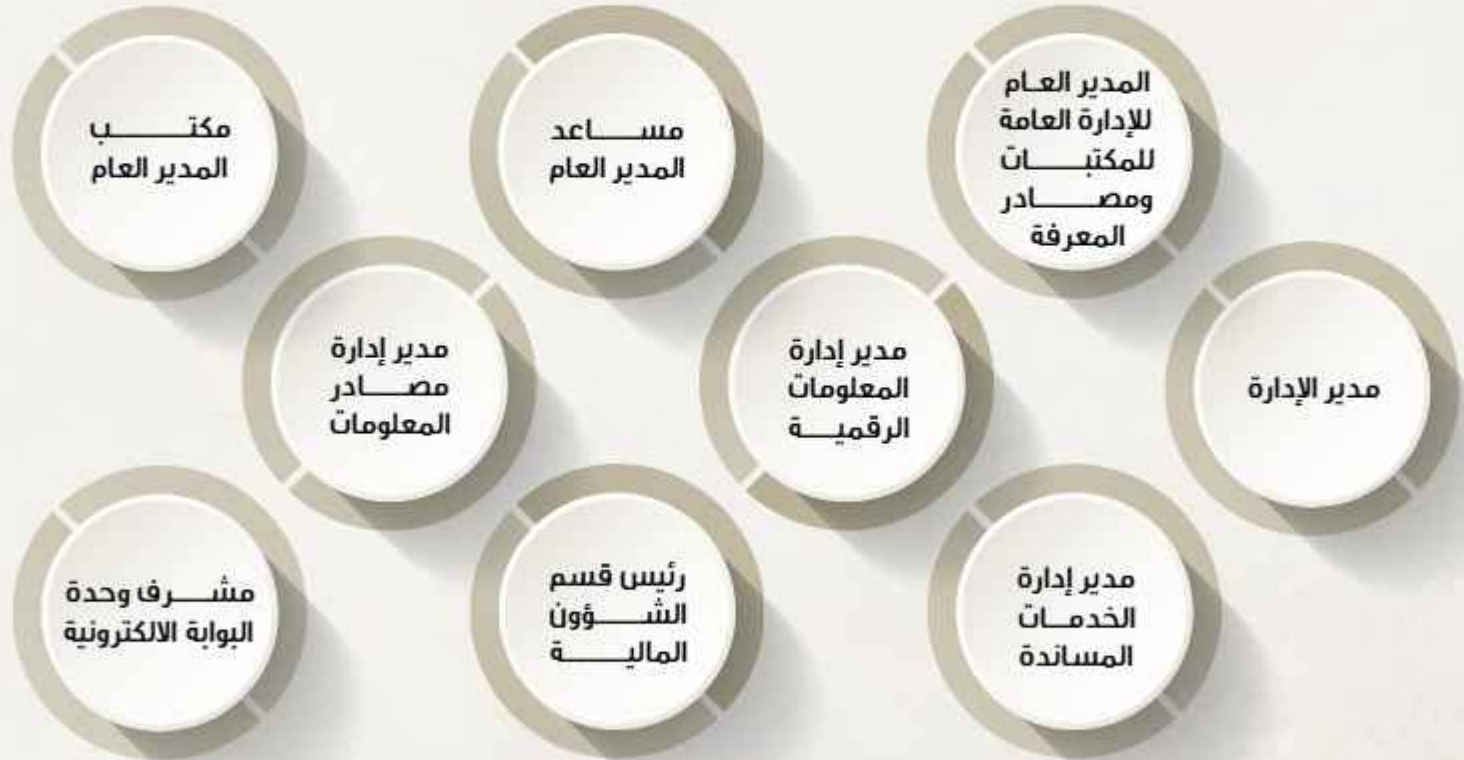 المدير العام
للإدارة العامة
للمكتبات
ومصادر
المعرفة
مساعد
المدير العام
مكتب
المدير العام
مدير الإدارة
مدير إدارة
المعلومات
الرقمية
مدير إدارة
مصادر
المعلومات
مدير إدارة
الخدمات
المساندة
رئيس قسم
الشؤون
المالية
مشرف وحدة
البوابة الالكترونية